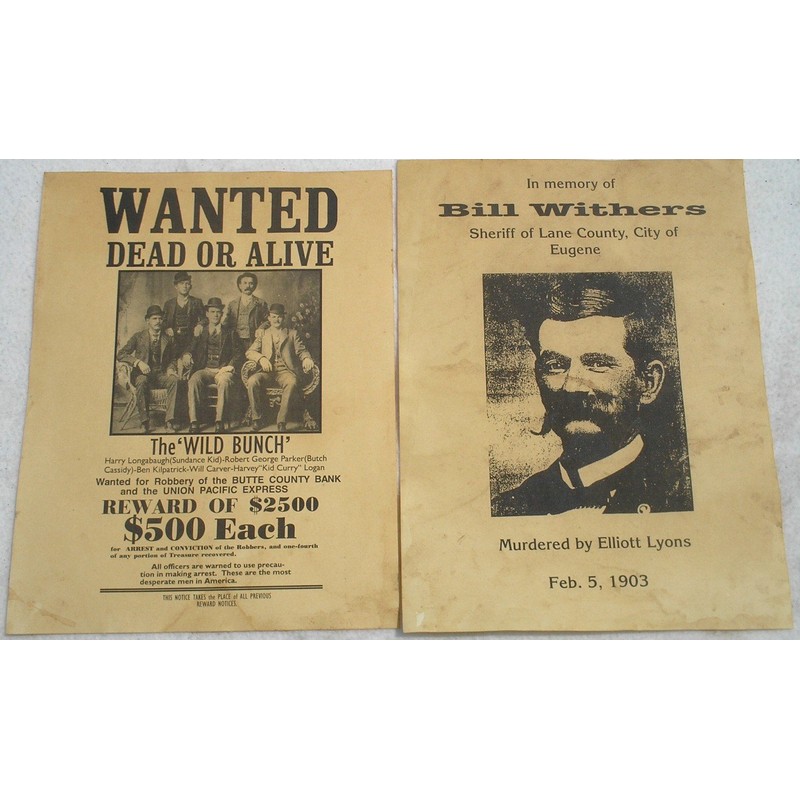 WANTED
DEAD OR ALIVE
The 'WILD BUNCH'
Harry Longabaugh(Sundance Kid)-Robert George Parker(Butch
Cassidy)-Ben Kilpatrick-Will Carver-Harvey"Kid Curry" Logan
Wanted for Robbery of the BUTTE COUNTY BANK
and the UNION PACIFIC EXPRESS
REWARD OF $2500
$500 Each
for ARREST and CONVICTION of the Robbers, and one-fourth
of any portion of Treasure recovered.
All officers are warned to use precau-
tion in making arrest. These are the most
desperate men in America.
THIS NOTICE TAKES the PLACE of ALL PREVIOUS
REWARD NOTICES.
In memory of
Bill Withers
Sheriff of Lane County, City of
Eugene
Murdered by Elliott Lyons
Feb. 5, 1903